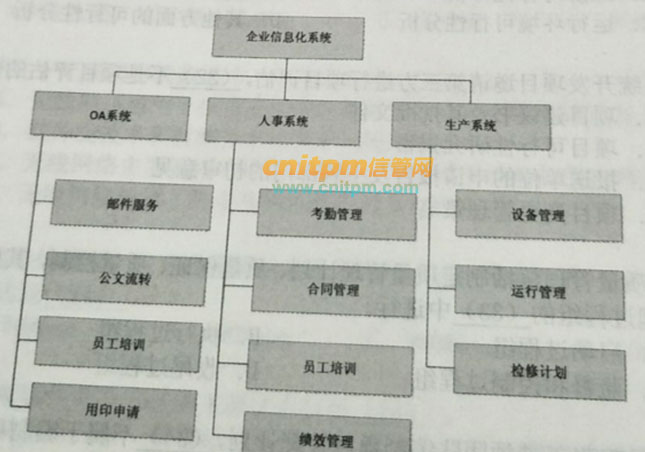 企业信息化系统
OA系统
人事系统
生产系统
cnitpm信管网
www.cnitpm.com
邮件服务
考勤管理
设备管理
公文流转
合同管理
运行管理
员工培训
员工培训
检修计划
用印申请
绩效管理